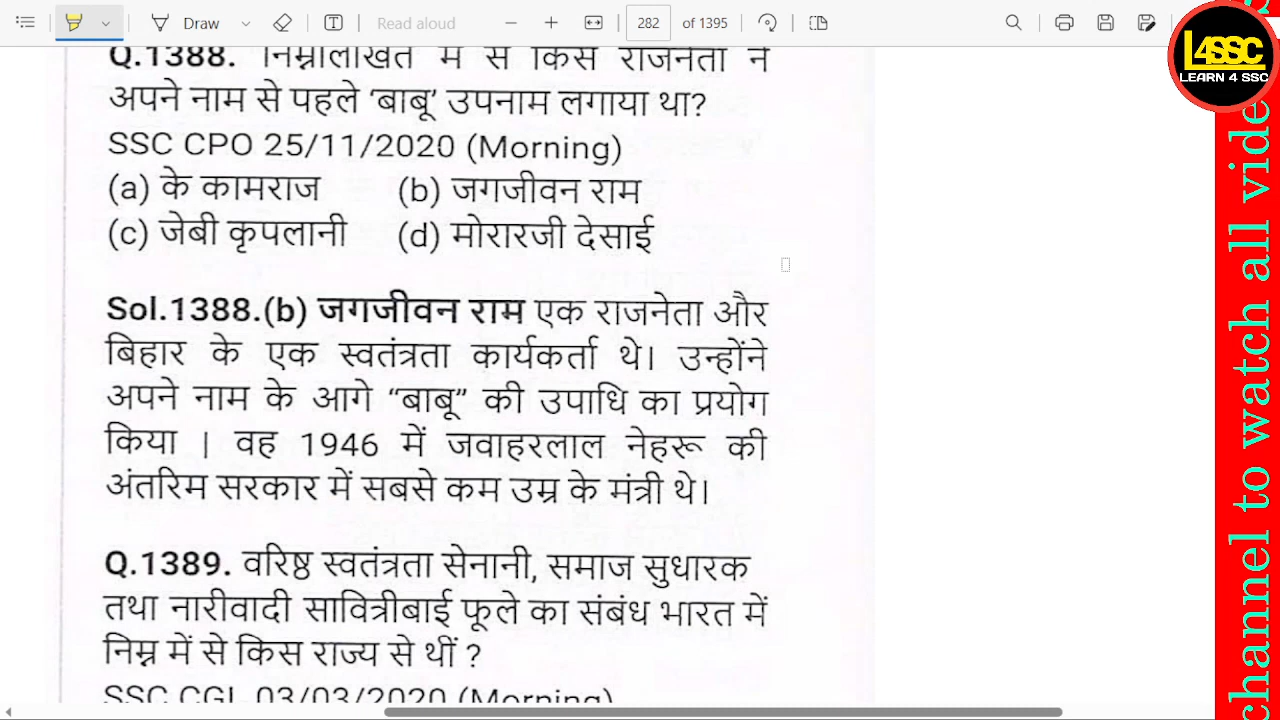 Draw
Read aloud
282 of 1395
L4SSC
LEARN 4 SSC
Q.1388. निम्नलिखित में से किस राजनेता ने
अपने नाम से पहले ‘बाबू’ उपनाम लगाया था?
SSC CPO 25/11/2020 (Morning)
(a) के कामराज (b) जगजीवन राम
(c) जेबी कृपलानी (d) मोरारजी देसाई
Sol.1388.(b) जगजीवन राम एक राजनेता और
बिहार के एक स्वतंत्रता कार्यकर्ता थे। उन्होंने
अपने नाम के आगे “बाबू” की उपाधि का प्रयोग
किया | वह 1946 में जवाहरलाल नेहरू की
अंतरिम सरकार में सबसे कम उम्र के मंत्री थे।
Q.1389. वरिष्ठ स्वतंत्रता सेनानी, समाज सुधारक
तथा नारीवादी सावित्रीबाई फूले का संबंध भारत में
निम्न में से किस राज्य से थीं ?
SSC CGL 03/03/2020 (Morning)
channel to watch all vide